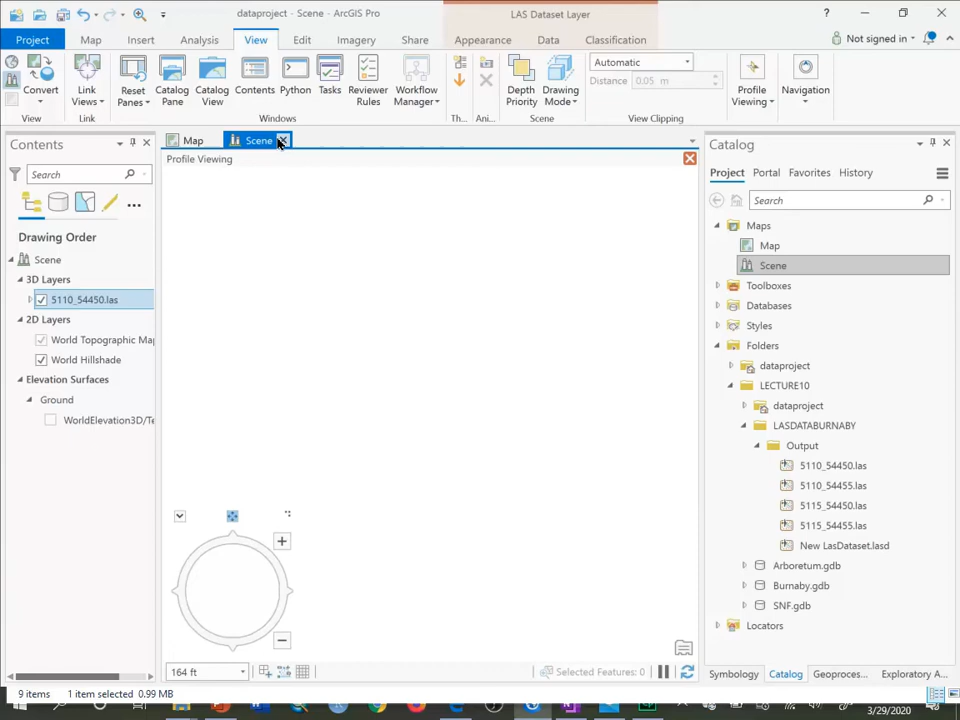 dataproject - Scene - ArcGIS Pro
LAS Dataset Layer
?
Project
Map
Insert
Analysis
View
Edit
Imagery
Share
Appearance
Data
Classification
Not signed in
Convert
Link
Views
Reset
Panes
Catalog
Pane
Catalog
View
Contents
Python
Tasks
Reviewer
Rules
Workflow
Manager
Automatic
Distance 0.05 m
Depth
Priority
Drawing
Mode
Profile
Viewing
Navigation
View
Link
Windows
Th...
Ani...
Scene
View Clipping
Contents
Search
Drawing Order
Scene
3D Layers
5110_54450.las
2D Layers
World Topographic Map
World Hillshade
Elevation Surfaces
Ground
WorldElevation3D/Te
Map
Scene
Profile Viewing
164 ft
Selected Features: 0
Catalog
Project
Portal
Favorites
History
Search
Maps
Map
Scene
Toolboxes
Databases
Styles
Folders
dataproject
LECTURE10
dataproject
LASDATABURNABY
Output
5110_54450.las
5110_54455.las
5115_54450.las
5115_54455.las
New LasDataset.lasd
Arboretum.gdb
Burnaby.gdb
SNF.gdb
Locators
Symbology
Catalog
Geoproces...
Exploratory A...
9 items
1 item selected 0.99 MB
3/29/2020